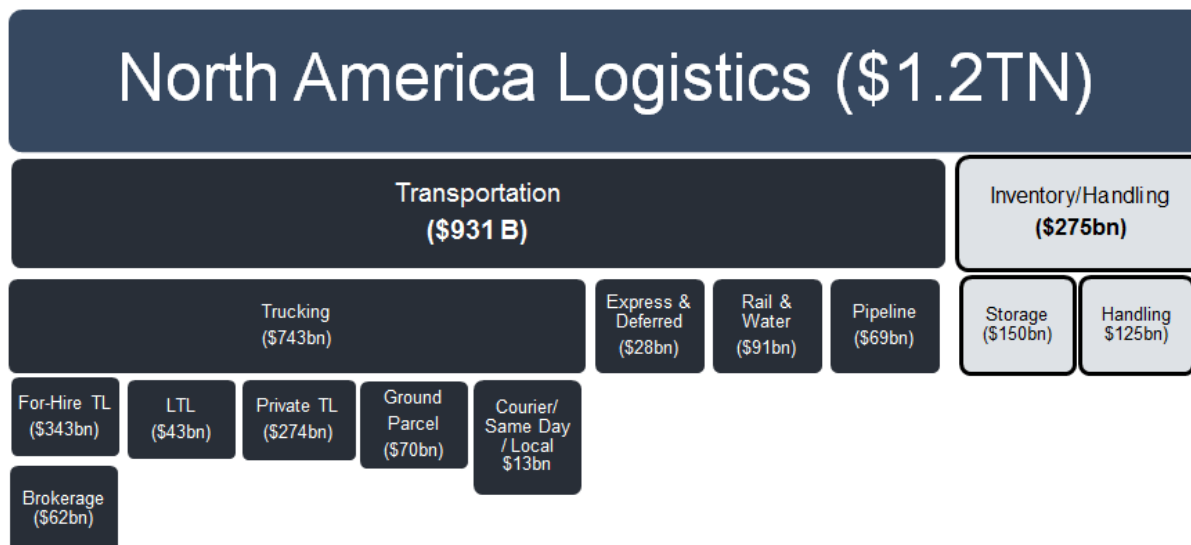 North America Logistics ($1.2TN)
Transportation
($931 B)
Inventory/Handling
($275bn)
Trucking
($743bn)
Express &
Deferred
($28bn)
Rail &
Water
($91bn)
Pipeline
($69bn)
Storage
($150bn)
Handling
$125bn)
For-Hire TL
($343bn)
LTL
($43bn)
Private TL
($274bn)
Ground
Parcel
($70bn)
Courier/
Same Day
/ Local
$13bn
Brokerage
($62bn)